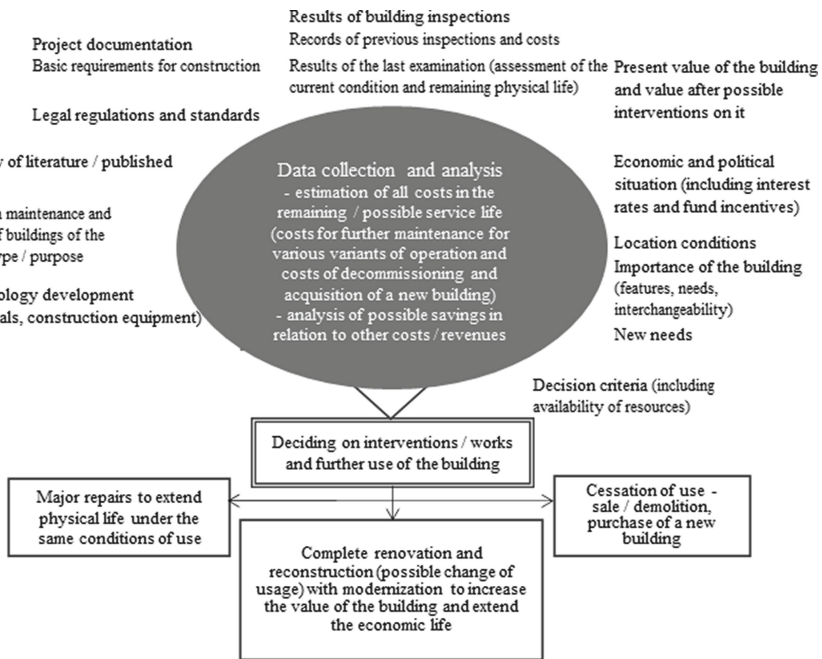 Results of building inspections
Records of previous inspections and costs
Results of the last examination (assessment of the
current condition and remaining physical life)
Project documentation
Basic requirements for construction
Legal regulations and standards
y of literature / published
n maintenance and
f buildings of the
ype / purpose
ology development
als, construction equipment)
Data collection and analysis
- estimation of all costs in the
remaining / possible service life
(costs for further maintenance for
various variants of operation and
costs of decommissioning and
acquisition of a new building)
- analysis of possible savings in
relation to other costs / revenues
Present value of the building
and value after possible
interventions on it
Economic and political
situation (including interest
rates and fund incentives)
Location conditions
Importance of the building
(features, needs,
interchangeability)
New needs
Decision criteria (including
availability of resources)
Deciding on interventions / works
and further use of the building
Major repairs to extend
physical life under the
same conditions of use
Complete renovation and
reconstruction (possible change of
usage) with modernization to increase
the value of the building and extend
the economic life
Cessation of use -
sale / demolition,
purchase of a new
building